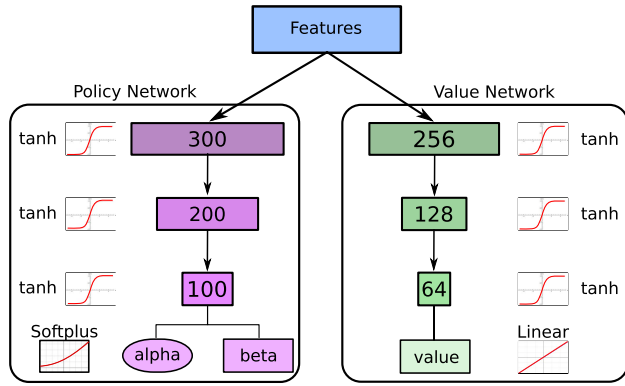 Features
Policy Network
tanh
300
tanh
200
tanh
100
Softplus
alpha
beta
Value Network
256
tanh
128
tanh
64
tanh
Linear
value